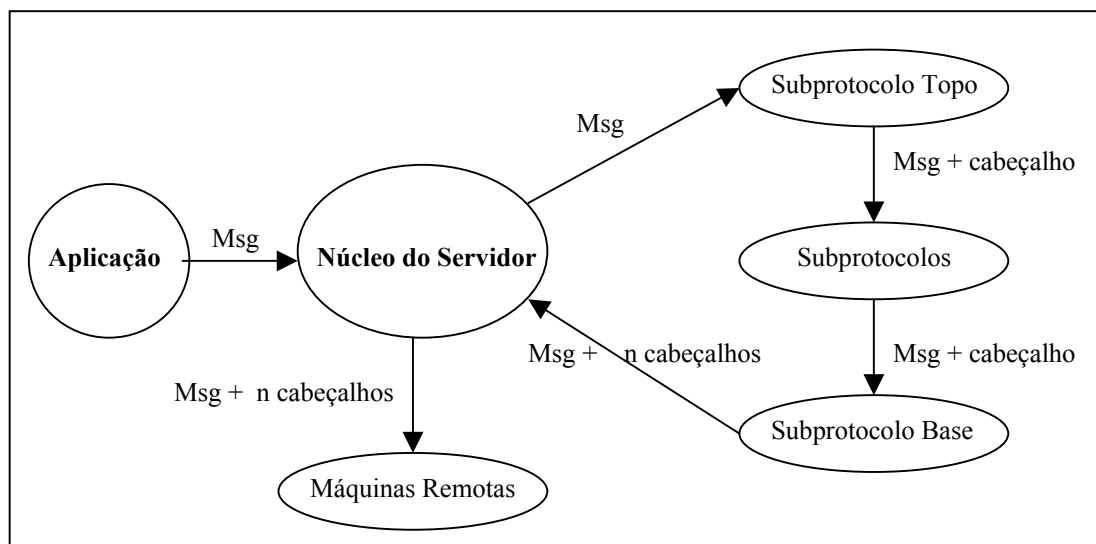 Subprotocolo Topo
Msg
Msg + cabeçalho
Msg
Aplicação
Núcleo do Servidor
Subprotocolos
Msg + n cabeçalhos
Msg + cabeçalho
Msg + n cabeçalhos
Subprotocolo Base
Máquinas Remotas